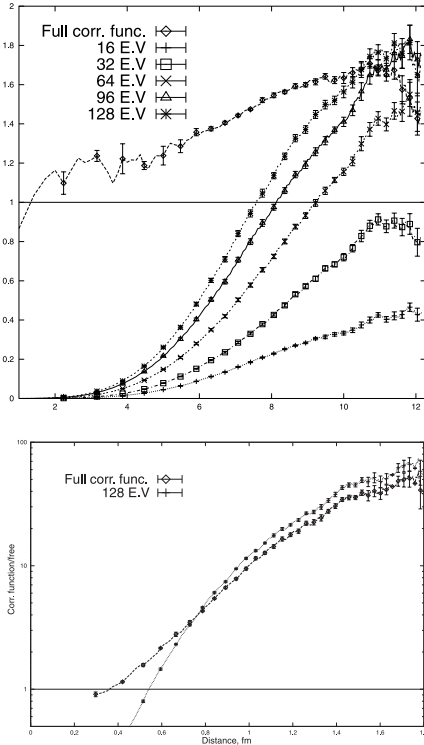 2
1.8
1.6
1.4
1.2
1
0.8
0.6
0.4
0.2
0
Full corr. func.
16 E.V
32 E.V
64 E.V
96 E.V
128 E.V
2 4 6 8 10 12
100
10
1
Corr. function/free
Full corr. func.
128 E.V
0 0,2 0,4 0,6 0,8 1 1,2 1,4 1,6 1,8
Distance, fm